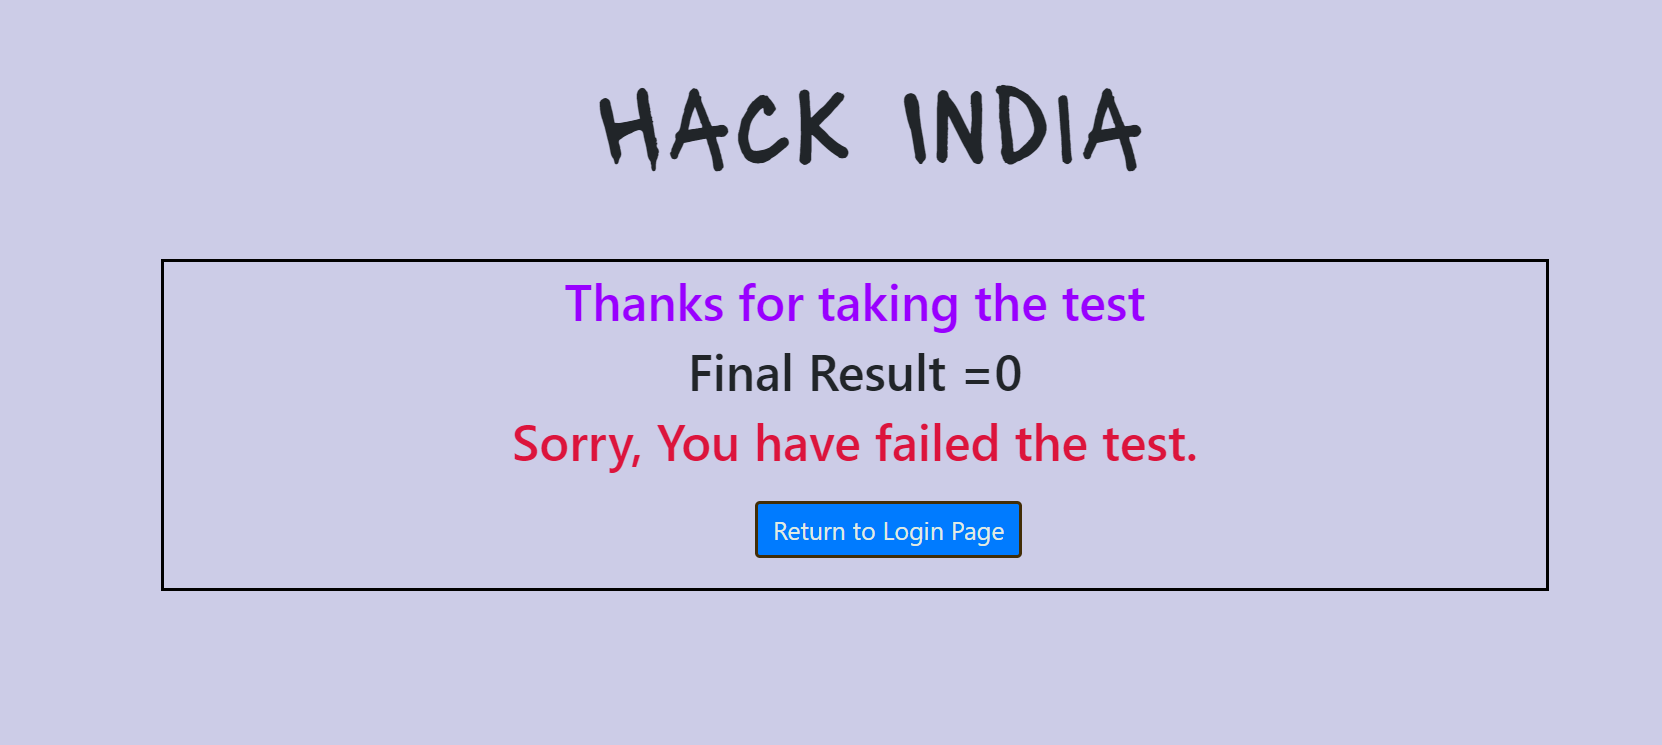 HACK INDIA
Thanks for taking the test
Final Result =0
Sorry, You have failed the test.
Return to Login Page